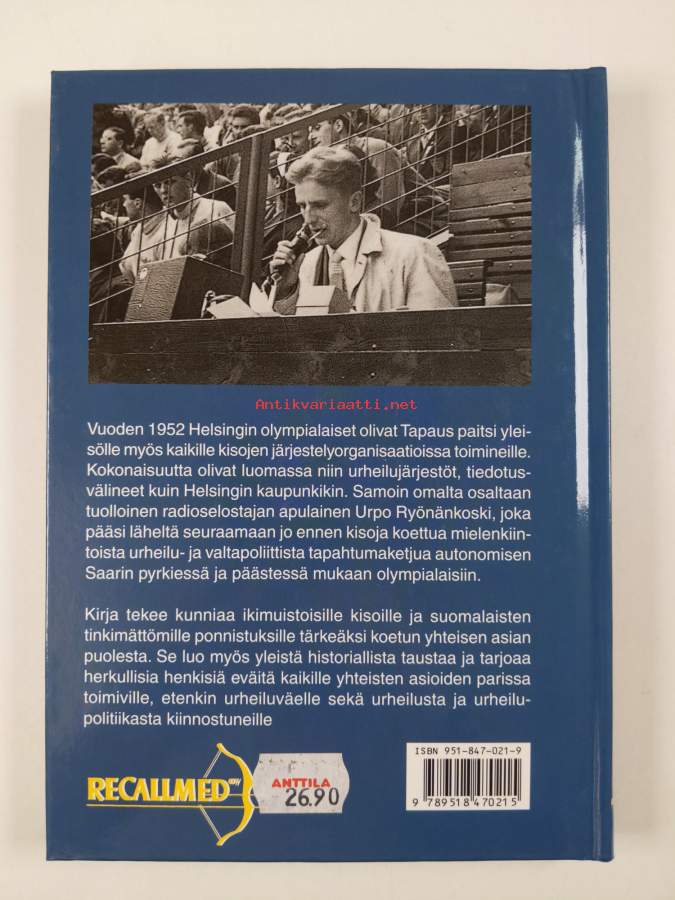 Antikvariaatti.net
Vuoden 1952 Helsingin olympialaiset olivat Tapaus paitsi ylei-
sölle myös kaikille kisojen järjestelyorganisaatioissa toimineille.
Kokonaisuutta olivat luomassa niin urheilujärjestöt, tiedotus-
välineet kuin Helsingin kaupunkikin. Samoin omalta osaltaan
tuolloinen radioselostajan apulainen Urpo Ryönänkoski, joka
pääsi läheltä seuraamaan jo ennen kisoja koettua mielenkiin-
toista urheilu- ja valtapoliittista tapahtumaketjua autonomisen
Saarin pyrkiessä ja päästessä mukaan olympialaisiin.
Kirja tekee kunniaa ikimuistoisille kisoille ja suomalaisten
tinkimättömille ponnistuksille tärkeäksi koetun yhteisen asian
puolesta. Se luo myös yleistä historiallista taustaa ja tarjoaa
herkullisia henkisiä eväitä kaikille yhteisten asioiden parissa
toimiville, etenkin urheiluväelle sekä urheilusta ja urheilu-
politiikasta kiinnostuneille
RECALLMED OY
ANTTILA
26.90
ISBN 951-847-021-9
9 789518 470215